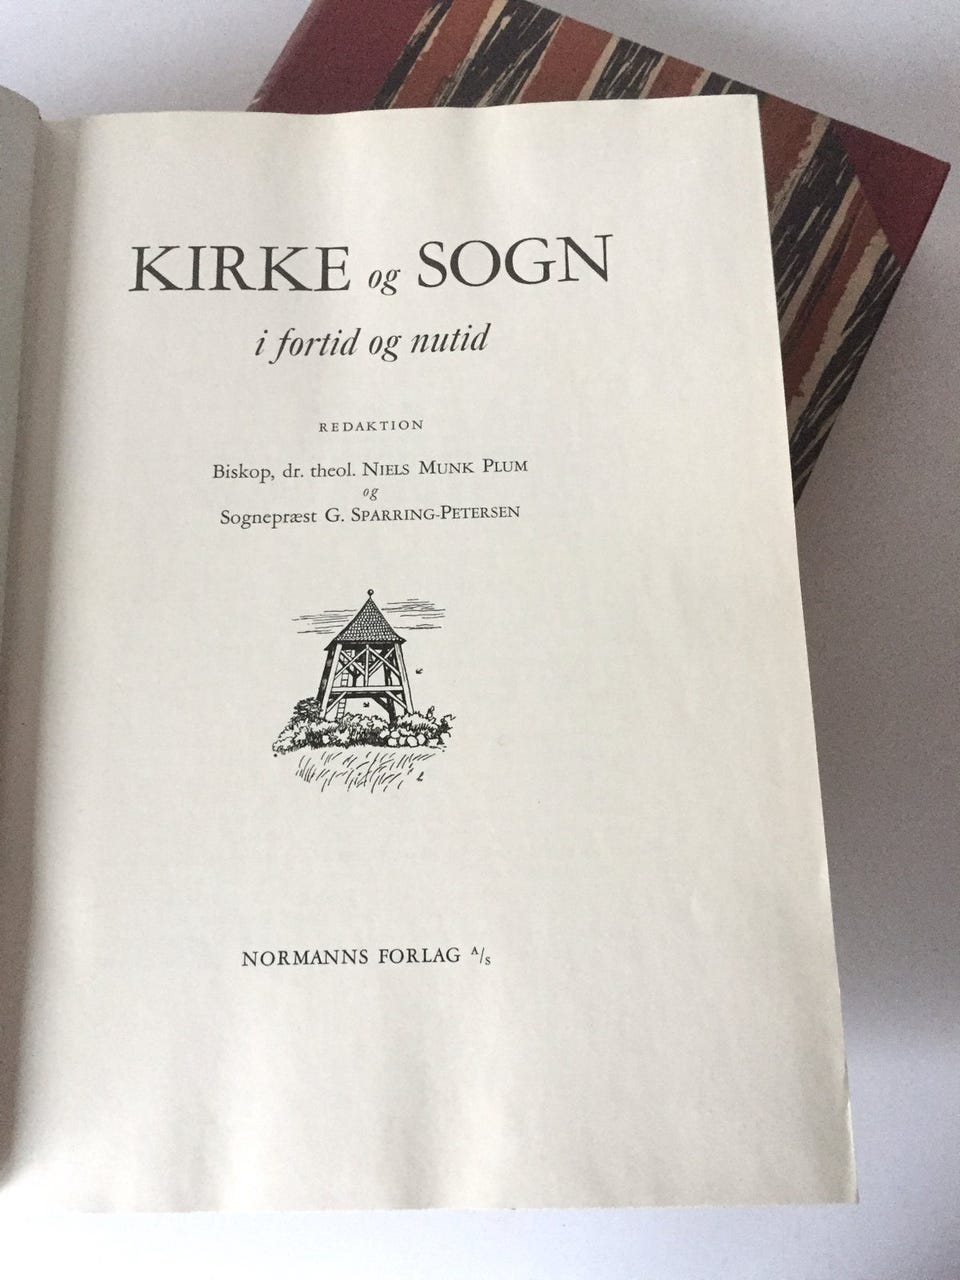 KIRKE og SOGN
i fortid og nutid
REDAKTION
Biskop, dr. theol. NIELS MUNK PLUM
og
Sognepræst G. SPARRING-PETERSEN
NORMANNS FORLAG A/S